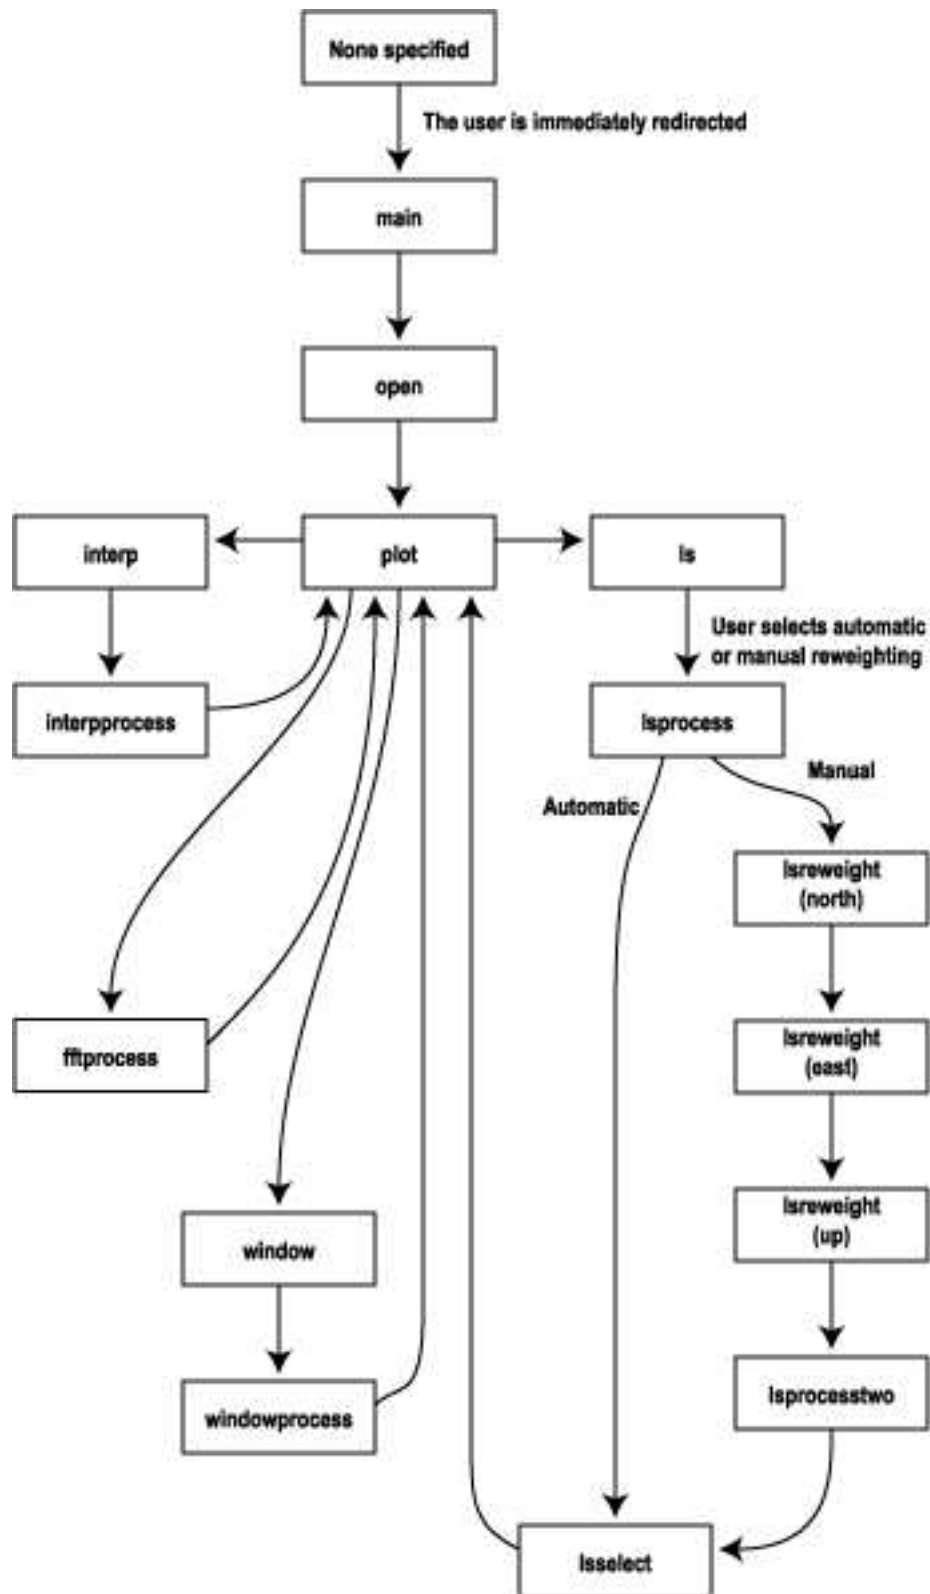 None specified
The user is immediately redirected
main
open
interp
plot
ls
User selects automatic
or manual reweighting
interpprocess
lsprocess
Manual
Automatic
lsreweight
(north)
fftprocess
lsreweight
(east)
lsreweight
(up)
window
windowprocess
lsprocesstwo
lsselect